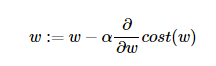 w := w − α ∂/∂w cost(w)